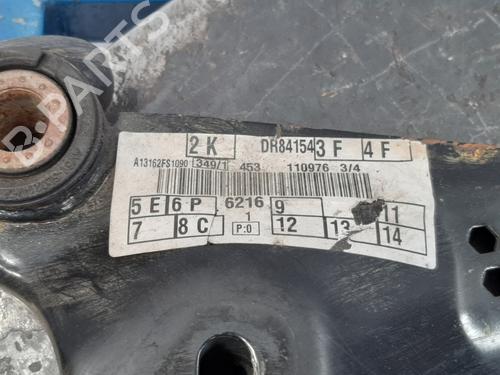 B-PARTS
2 K DR84154 3 F 4 F
A13162FS1090 349/1 453 110976 3/4
5 E 6 P 6216 9 11
1
7 8 C P:0 12 13 14